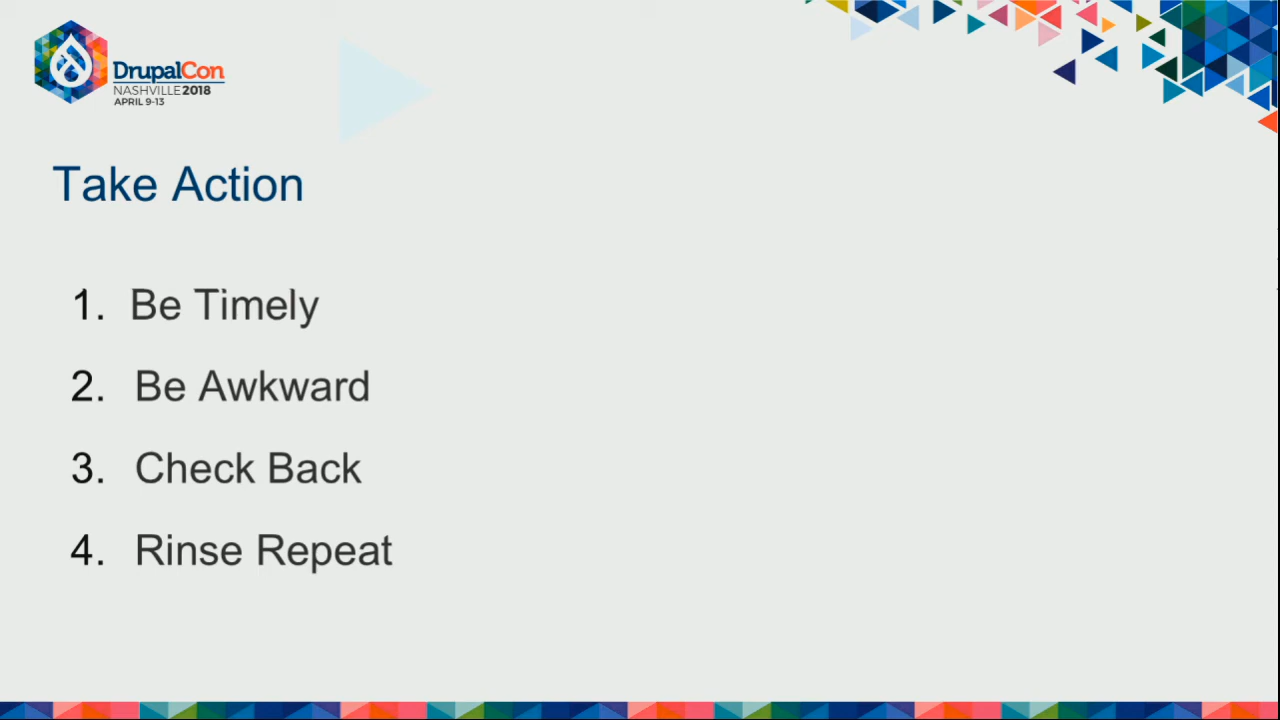 DrupalCon
NASHVILLE 2018
APRIL 9-13
Take Action
1. Be Timely
2. Be Awkward
3. Check Back
4. Rinse Repeat